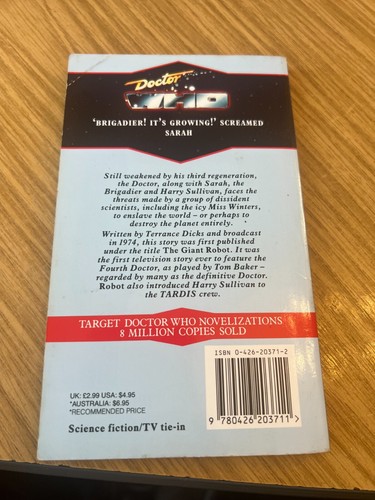 Doctor
WHO
'BRIGADIER! IT'S GROWING!' SCREAMED
SARAH
Still weakened by his third regeneration,
the Doctor, along with Sarah, the
Brigadier and Harry Sullivan, faces the
threats made by a group of dissident
scientists, including the icy Miss Winters,
to enslave the world – or perhaps to
destroy the planet entirely.
Written by Terrance Dicks and broadcast
in 1974, this story was first published
under the title The Giant Robot. It was
the first television story ever to feature the
Fourth Doctor, as played by Tom Baker –
regarded by many as the definitive Doctor.
Robot also introduced Harry Sullivan to
the TARDIS crew.
TARGET DOCTOR WHO NOVELIZATIONS
8 MILLION COPIES SOLD
ISBN 0-426-20371-2
UK: £2.99 USA: $4.95
*AUSTRALIA: $6.95
*RECOMMENDED PRICE
Science fiction/TV tie-in
9 780426 203711 >